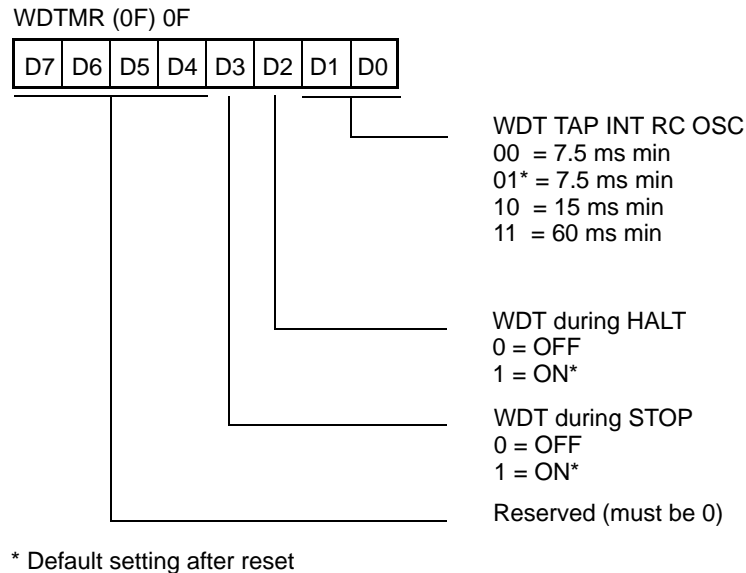 WDTMR (0F) 0F
D7 D6 D5 D4 D3 D2 D1 D0
WDT TAP INT RC OSC
00 = 7.5 ms min
01* = 7.5 ms min
10 = 15 ms min
11 = 60 ms min
WDT during HALT
0 = OFF
1 = ON*
WDT during STOP
0 = OFF
1 = ON*
Reserved (must be 0)
* Default setting after reset